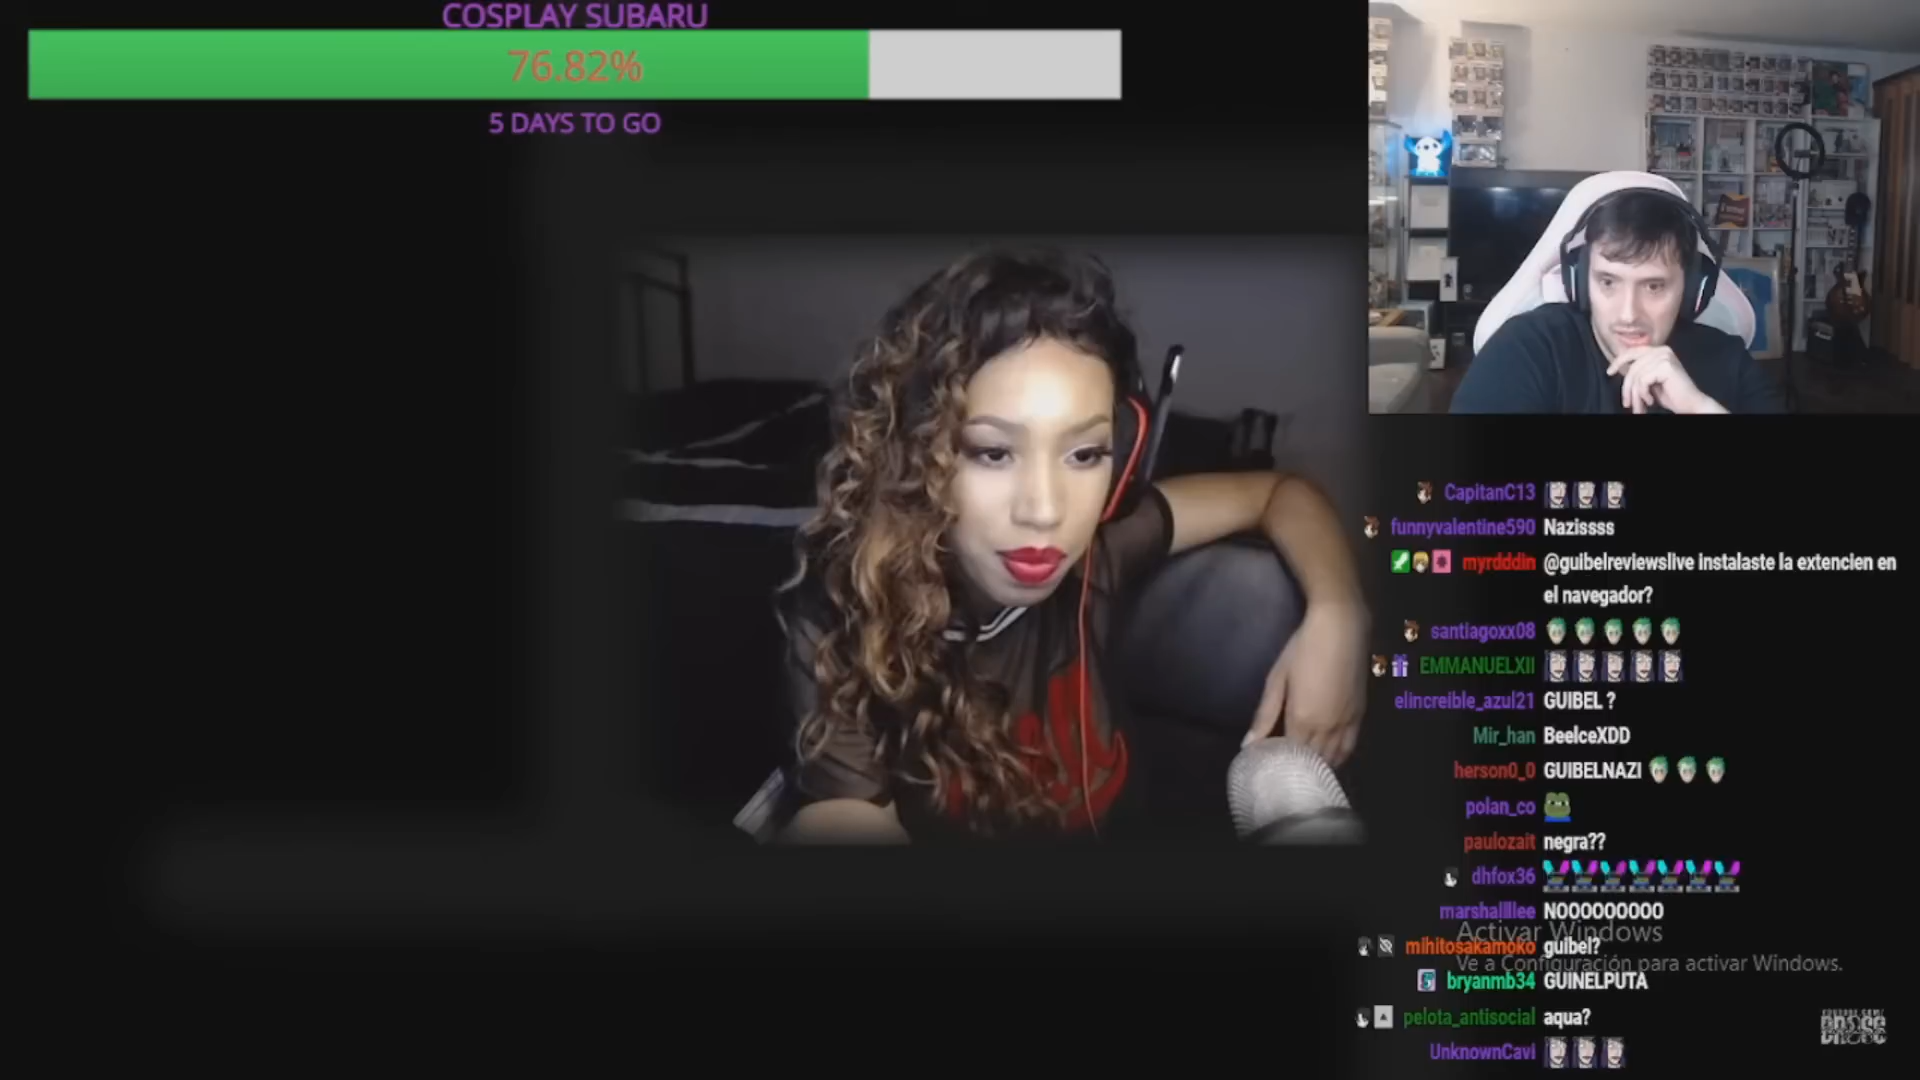 COSPLAY SUBARU
76.82%
5 DAYS TO GO
CapitanC13
funnyvalentine590 Nazissss
myrdddin @guibelreviewslive instalaste la extencien en
el navegador?
santiagoxx08
EMMANUELXII
elincreible_azul21 GUIBEL ?
Mir_han BeelceXDD
herson0_0 GUIBELNAZI
polan_co
paulozait negra??
dhfox36
marshallllee NOOOOOOOOO
Activar Windows
mihitosakamoko guibel?
Ve a Configuración para activar Windows.
bryanmb34 GUINELPUTA
pelota_antisocial aqua?
UnknownCavi